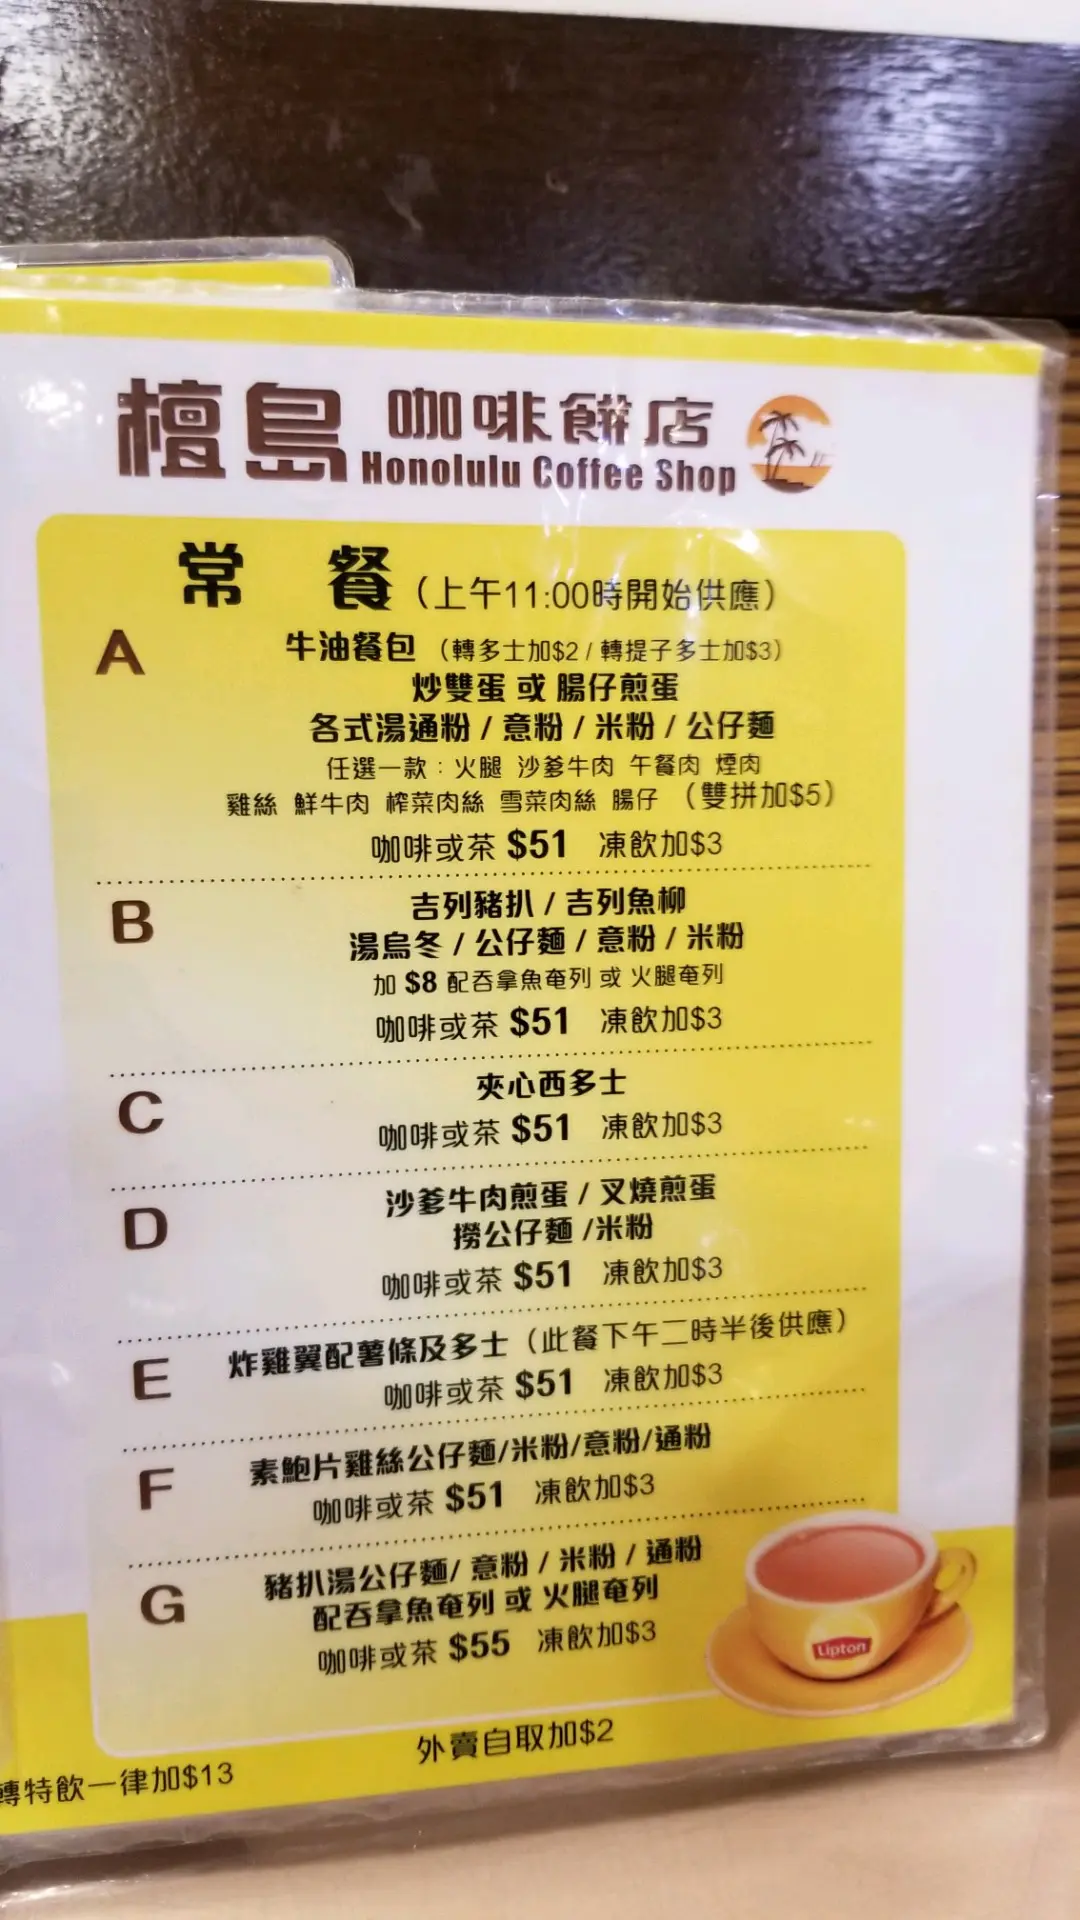 檀島 咖啡餅店
Honolulu Coffee Shop
常 餐 (上午11:00時開始供應)
A
牛油餐包 (轉多士加$2 / 轉提子多士加$3)
炒雙蛋 或 腸仔煎蛋
各式湯通粉 / 意粉 / 米粉 / 公仔麵
任選一款：火腿 沙爹牛肉 午餐肉 煙肉
雞絲 鮮牛肉 榨菜肉絲 雪菜肉絲 腸仔 (雙拼加$5)
咖啡或茶 $51 凍飲加$3
B
吉列豬扒 / 吉列魚柳
湯烏冬 / 公仔麵 / 意粉 / 米粉
加 $8 配吞拿魚奄列 或 火腿奄列
咖啡或茶 $51 凍飲加$3
C
夾心西多士
咖啡或茶 $51 凍飲加$3
D
沙爹牛肉煎蛋 / 叉燒煎蛋
撈公仔麵 /米粉
咖啡或茶 $51 凍飲加$3
E
炸雞翼配薯條及多士 (此餐下午二時半後供應)
咖啡或茶 $51 凍飲加$3
F
素鮑片雞絲公仔麵/米粉/意粉/通粉
咖啡或茶 $51 凍飲加$3
G
豬扒湯公仔麵/ 意粉 / 米粉 / 通粉
配吞拿魚奄列 或 火腿奄列
咖啡或茶 $55 凍飲加$3
Lipton
外賣自取加$2
轉特飲一律加$13